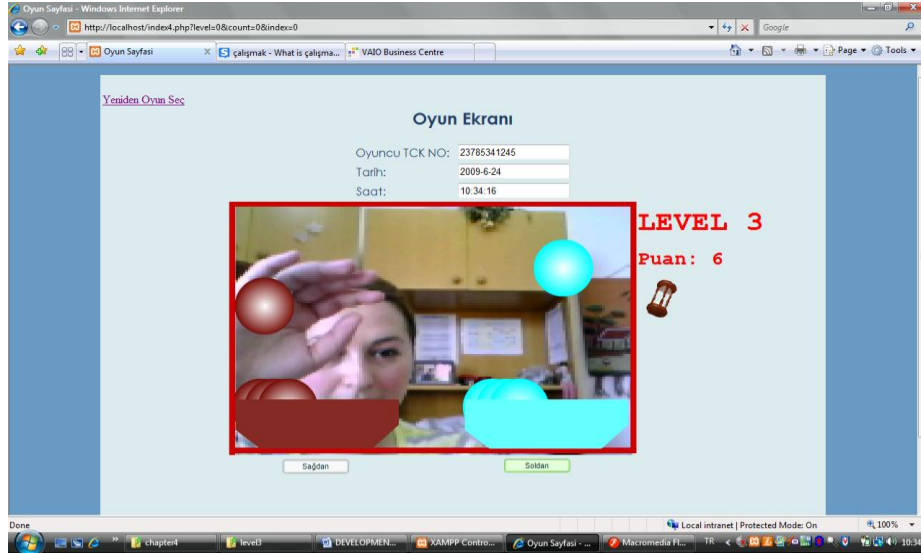 Oyun Sayfasi - Windows Internet Explorer
http://localhost/index4.php?level=0&count=0&index=0
Google
Oyun Sayfasi
çalışmak - What is çalışma...
VAIO Business Centre
Page
Tools
Yeniden Oyun Seç
Oyun Ekranı
Oyuncu TCK NO: 23785341245
Tarih: 2009-6-24
Saat: 10:34:16
LEVEL 3
Puan: 6
Sağdan
Soldan
Done
Local intranet | Protected Mode: On
100%
chapter4
level3
DEVELOPMEN...
XAMPP Contro...
Oyun Sayfasi - ...
Macromedia Fl...
TR